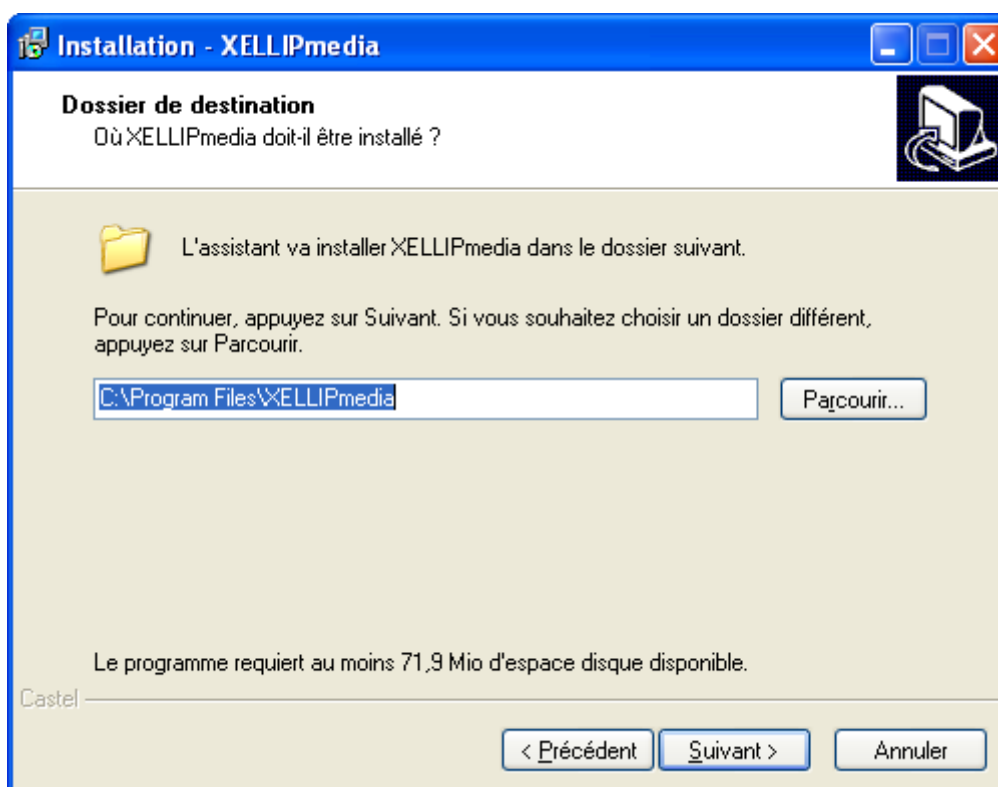 Installation - XELLIPmedia
Dossier de destination
Où XELLIPmedia doit-il être installé ?
L'assistant va installer XELLIPmedia dans le dossier suivant.
Pour continuer, appuyez sur Suivant. Si vous souhaitez choisir un dossier différent,
appuyez sur Parcourir.
C:\Program Files\XELLIPmedia
Parcourir...
Le programme requiert au moins 71,9 Mio d'espace disque disponible.
Castel
< Précédent
Suivant >
Annuler